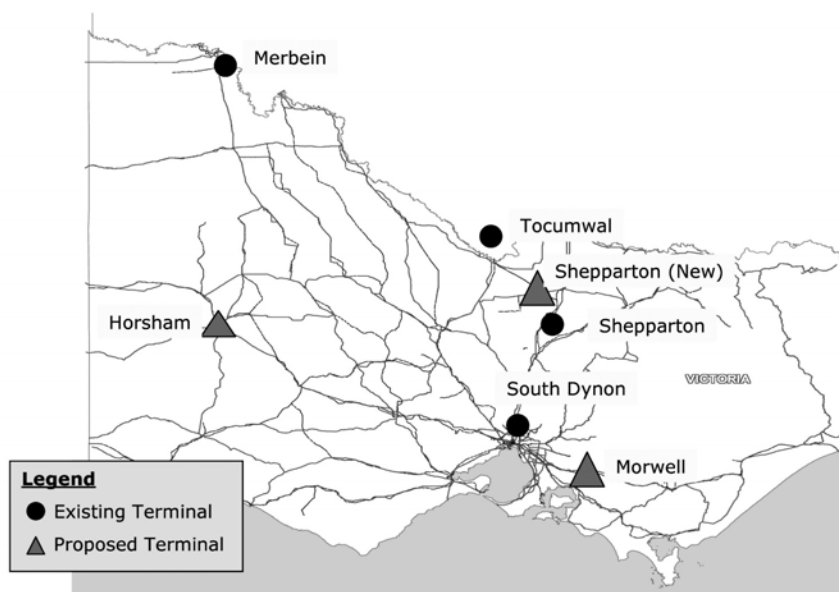 Merbein
Tocumwal
Shepparton (New)
Horsham
Shepparton
VICTORIA
South Dynon
Morwell
Legend
Existing Terminal
Proposed Terminal